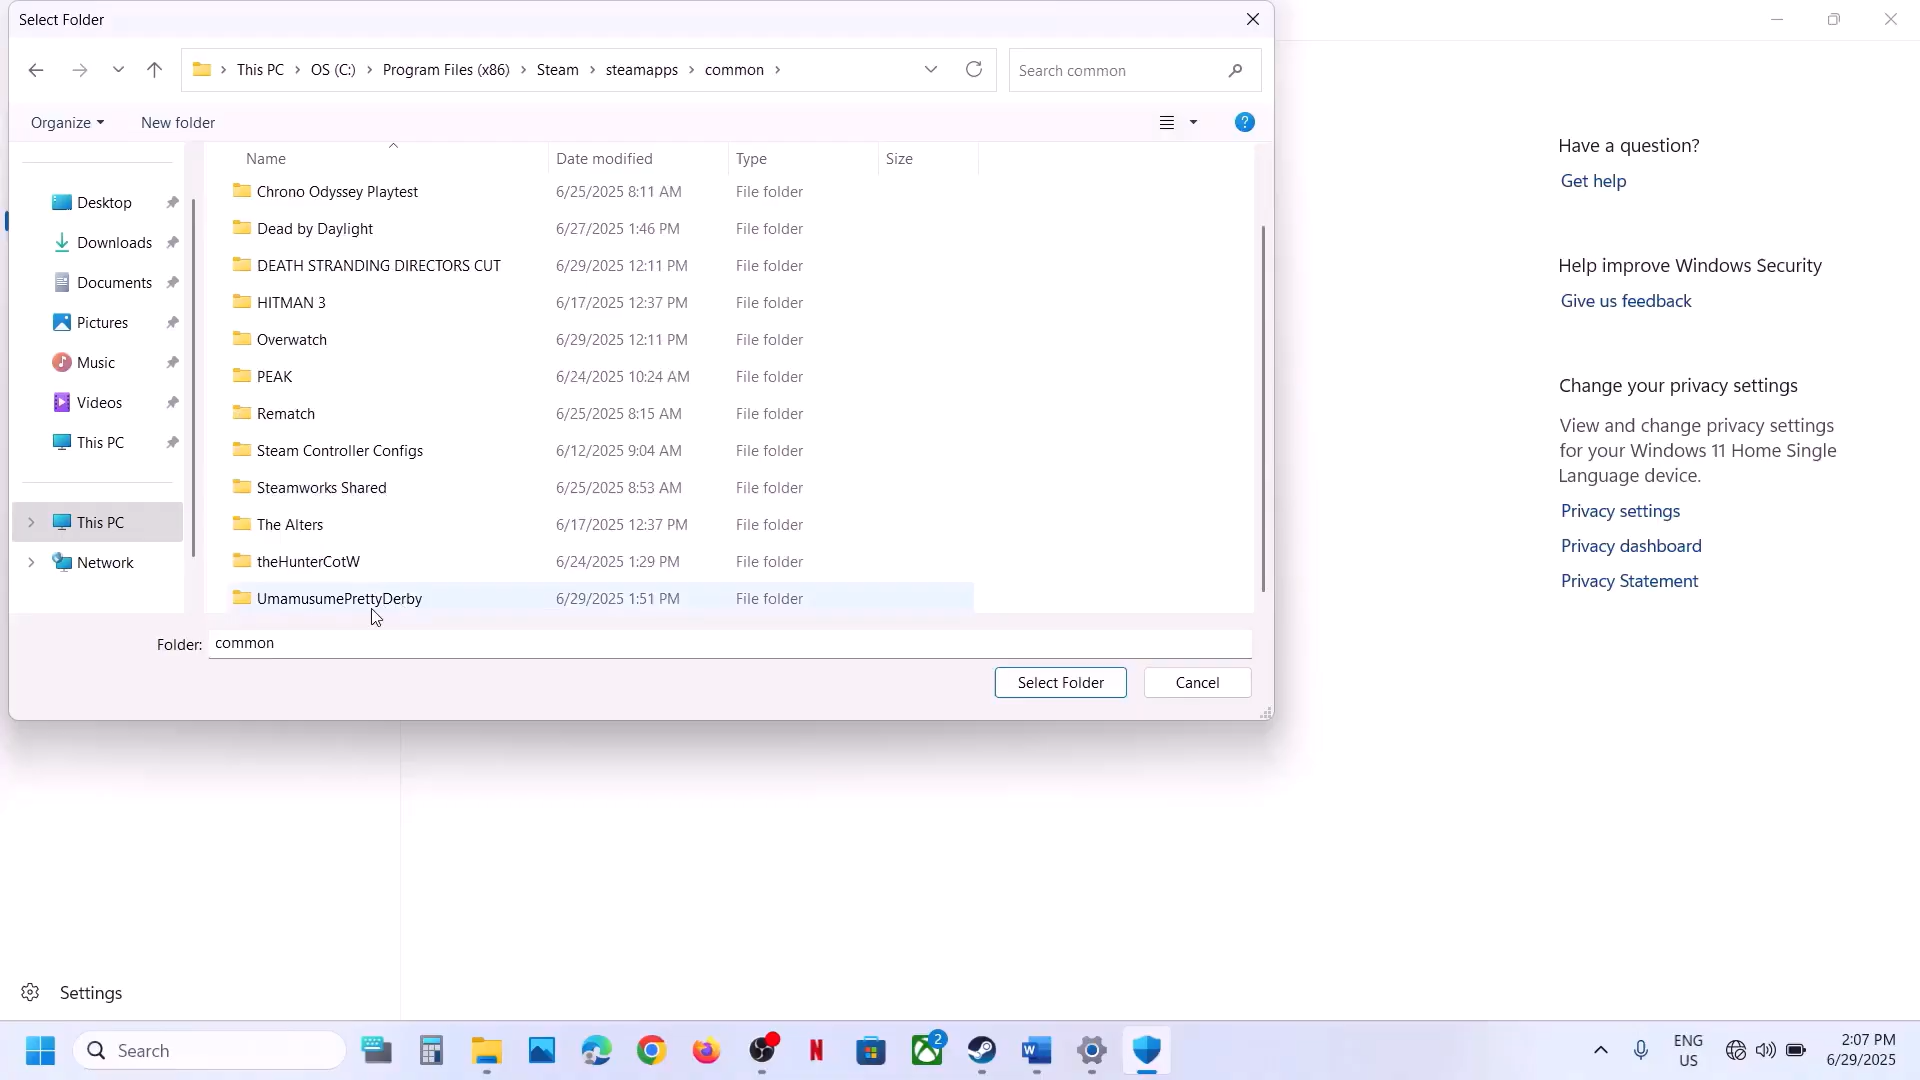 Select Folder
This PC
OS (C:)
Program Files (x86)
Steam
steamapps
common
Search common
Organize
New folder
Name
Date modified
Type
Size
Chrono Odyssey Playtest
6/25/2025 8:11 AM
File folder
Dead by Daylight
6/27/2025 1:46 PM
File folder
DEATH STRANDING DIRECTORS CUT
6/29/2025 12:11 PM
File folder
HITMAN 3
6/17/2025 12:37 PM
File folder
Overwatch
6/29/2025 12:11 PM
File folder
PEAK
6/24/2025 10:24 AM
File folder
Rematch
6/25/2025 8:15 AM
File folder
Steam Controller Configs
6/12/2025 9:04 AM
File folder
Steamworks Shared
6/25/2025 8:53 AM
File folder
The Alters
6/17/2025 12:37 PM
File folder
theHunterCotW
6/24/2025 1:29 PM
File folder
UmamusumePrettyDerby
6/29/2025 1:51 PM
File folder
Desktop
Downloads
Documents
Pictures
Music
Videos
This PC
This PC
Network
Folder:
common
Select Folder
Cancel
Have a question?
Get help
Help improve Windows Security
Give us feedback
Change your privacy settings
View and change privacy settings
for your Windows 11 Home Single
Language device.
Privacy settings
Privacy dashboard
Privacy Statement
Settings
Search
2
ENG
US
2:07 PM
6/29/2025